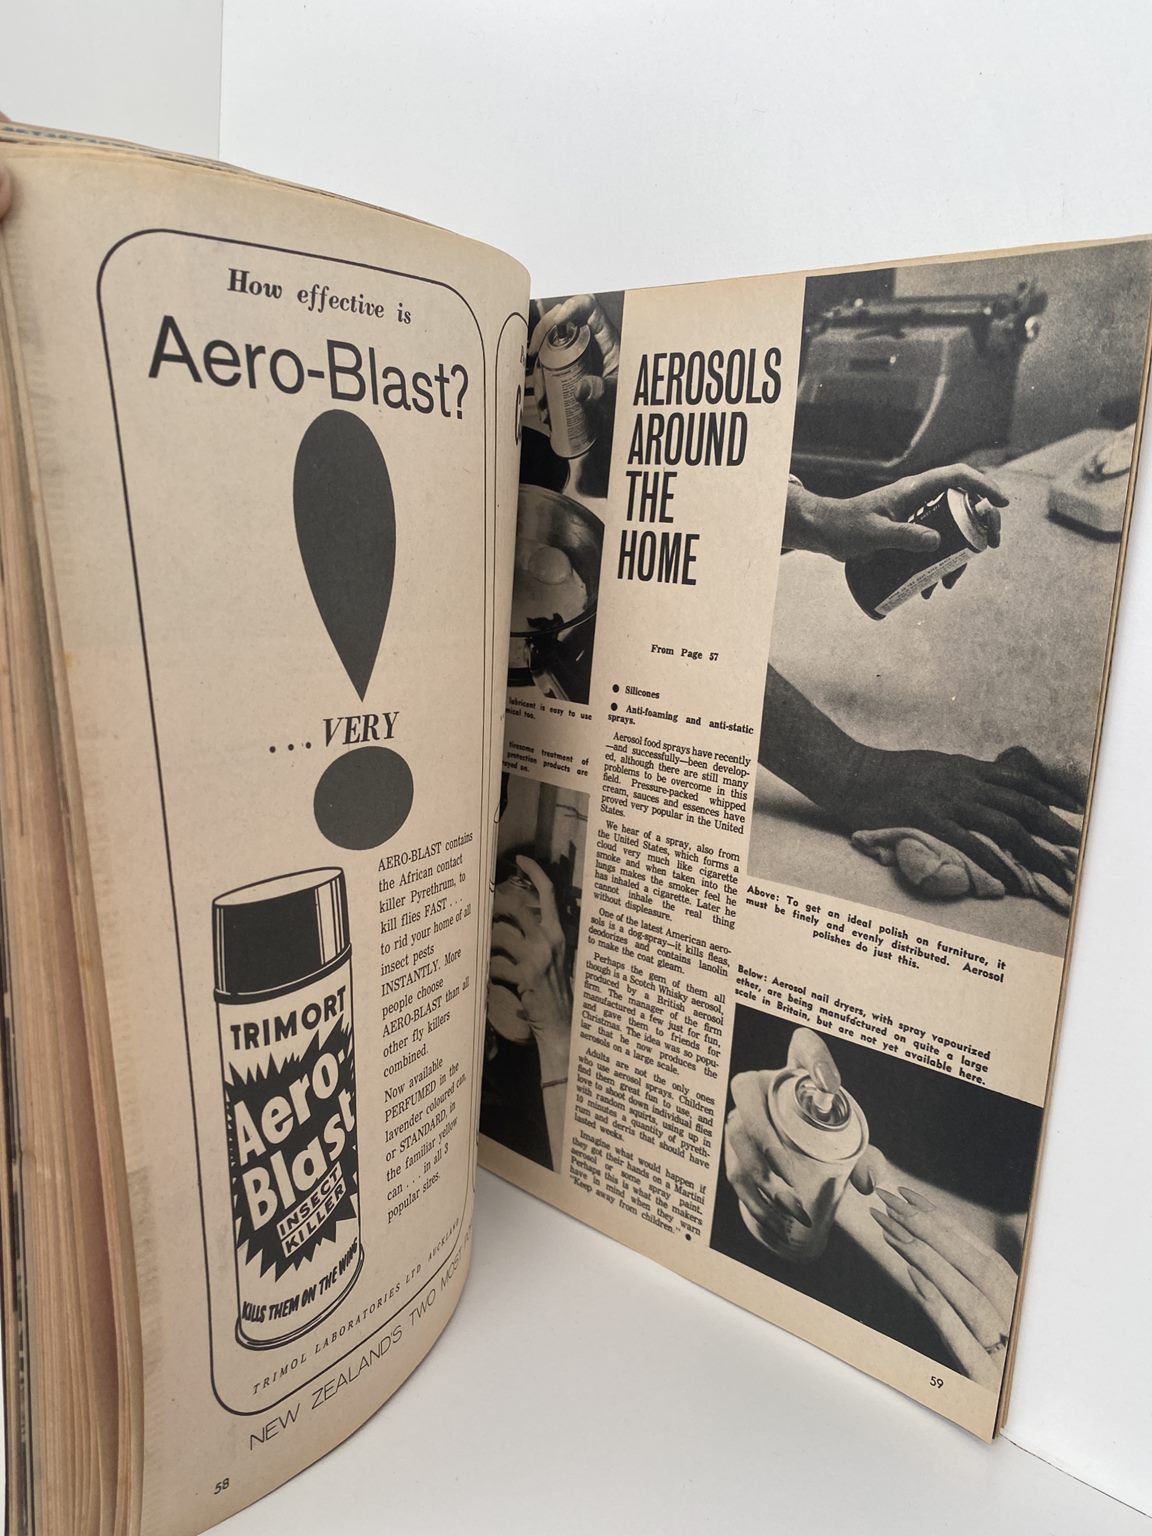 How effective is
Aero-Blast?
...VERY
AERO-BLAST contains
the African contact
killer Pyrethrum, to
kill flies FAST . . .
to rid your home of all
insect pests
INSTANTLY. More
people choose
AERO-BLAST than all
other fly killers
combined.
Now available
PERFUMED in the
lavender coloured can,
or STANDARD, in
the familiar yellow
can . . . in all 3
popular sizes.
TRIMORT
Aero-
Blast
INSECT
KILLER
KILLS THEM ON THE WING
TRIMOL LABORATORIES LTD AUCKLAND
NEW ZEALAND'S TWO MOST
58
AEROSOLS
AROUND
THE
HOME
From Page 57
● Silicones
● Anti-foaming and anti-static
sprays.
Aerosol food sprays have recently
—and successfully—been develop-
ed, although there are still many
problems to be overcome in this
field. Pressure-packed whipped
cream, sauces and essences have
proved very popular in the United
States.
We hear of a spray, also from
the United States, which forms a
cloud very much like cigarette
smoke and when taken into the
lungs makes the smoker feel he
has inhaled a cigarette. Later he
cannot inhale the real thing
without displeasure.
One of the latest American aero-
sols is a dog-spray—it kills fleas,
deodorizes and contains lanolin
to make the coat gleam.
Perhaps the gem of them all
though is a Scotch Whisky aerosol,
produced by a British aerosol
firm. The manager of the firm
manufactured a few just for fun,
and gave them to friends for
Christmas. The idea was so popu-
lar that he now produces the
aerosols on a large scale.
Adults are not the only ones
who use aerosol sprays. Children
find them great fun to use, and
love to shoot down individual flies
with random squirts, using up in
10 minutes a quantity of pyreth-
rum and derris that should have
lasted weeks.
Imagine what would happen if
they got their hands on a Martini
aerosol or some spray paint.
Perhaps this is what the makers
have in mind when they warn
"Keep away from children." ●
lubricant is easy to use
too.
tiresome treatment of
protection products are
on.
Above: To get an ideal polish on furniture, it
must be finely and evenly distributed. Aerosol
polishes do just this.
Below: Aerosol nail dryers, with spray vapourized
ether, are being manufactured on quite a large
scale in Britain, but are not yet available here.
59